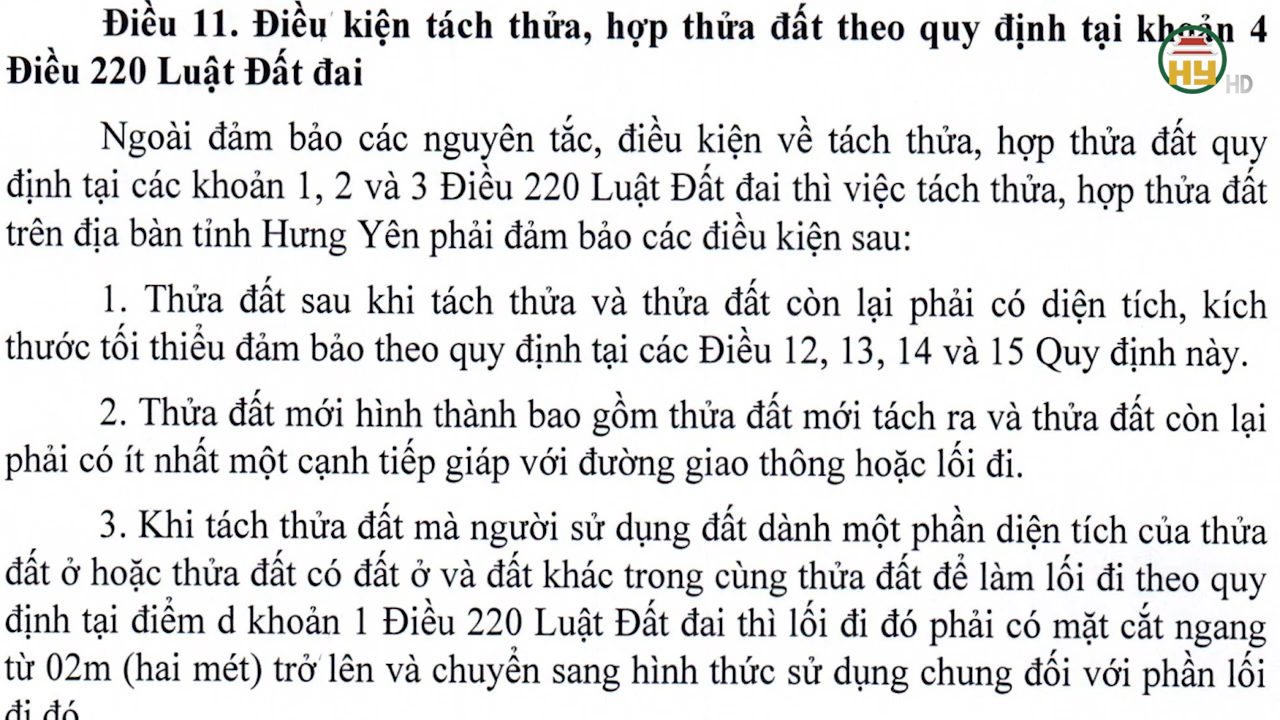 Điều 11. Điều kiện tách thửa, hợp thửa đất theo quy định tại khoản 4
Điều 220 Luật Đất đai
HY HD
Ngoài đảm bảo các nguyên tắc, điều kiện về tách thửa, hợp thửa đất quy
định tại các khoản 1, 2 và 3 Điều 220 Luật Đất đai thì việc tách thửa, hợp thửa đất
trên địa bàn tỉnh Hưng Yên phải đảm bảo các điều kiện sau:
1. Thửa đất sau khi tách thửa và thửa đất còn lại phải có diện tích, kích
thước tối thiểu đảm bảo theo quy định tại các Điều 12, 13, 14 và 15 Quy định này.
2. Thửa đất mới hình thành bao gồm thửa đất mới tách ra và thửa đất còn lại
phải có ít nhất một cạnh tiếp giáp với đường giao thông hoặc lối đi.
3. Khi tách thửa đất mà người sử dụng đất dành một phần diện tích của thửa
đất ở hoặc thửa đất có đất ở và đất khác trong cùng thửa đất để làm lối đi theo quy
định tại điểm d khoản 1 Điều 220 Luật Đất đai thì lối đi đó phải có mặt cắt ngang
từ 02m (hai mét) trở lên và chuyển sang hình thức sử dụng chung đối với phần lối
đi đó